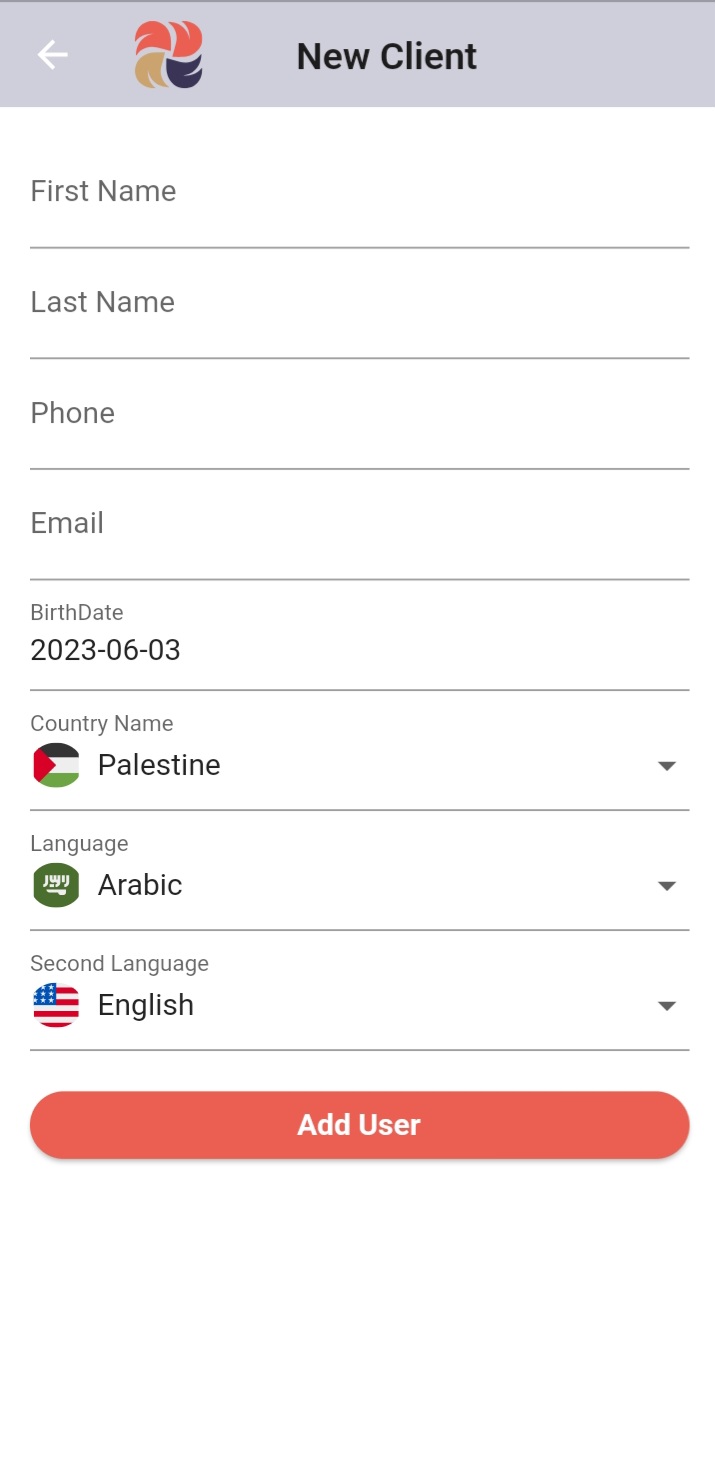 New Client
First Name
Last Name
Phone
Email
BirthDate
2023-06-03
Country Name
Palestine
Language
Arabic
Second Language
English
Add User